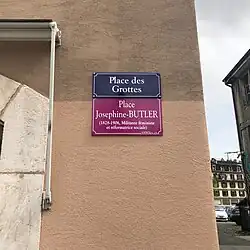 Place des
Grottes
Place
Josephine-BUTLER
(1828-1906, Militante féministe
et réformatrice sociale)